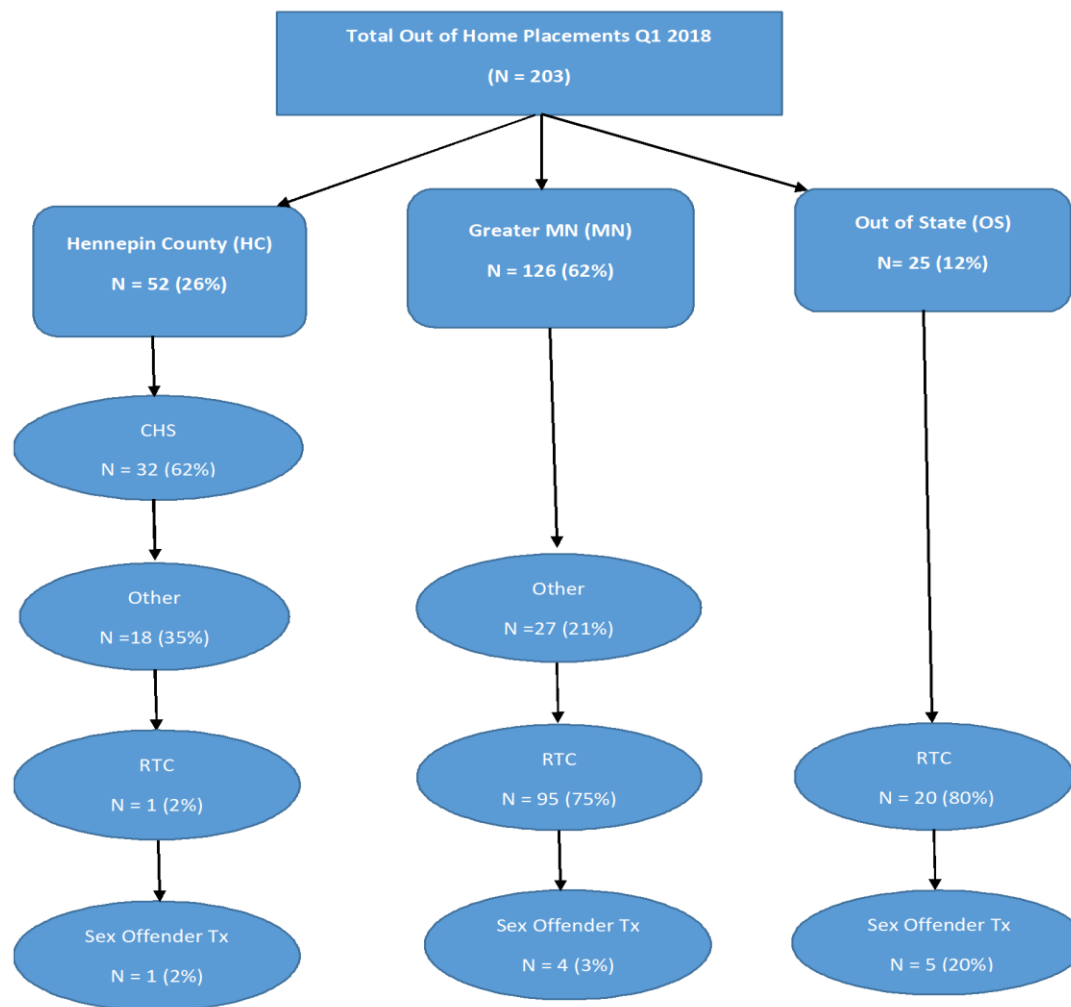 Total Out of Home Placements Q1 2018
(N = 203)
Hennepin County (HC)
N = 52 (26%)
Greater MN (MN)
N = 126 (62%)
Out of State (OS)
N= 25 (12%)
CHS
N = 32 (62%)
Other
N =18 (35%)
Other
N =27 (21%)
RTC
N = 1 (2%)
RTC
N = 95 (75%)
RTC
N = 20 (80%)
Sex Offender Tx
N = 1 (2%)
Sex Offender Tx
N = 4 (3%)
Sex Offender Tx
N = 5 (20%)